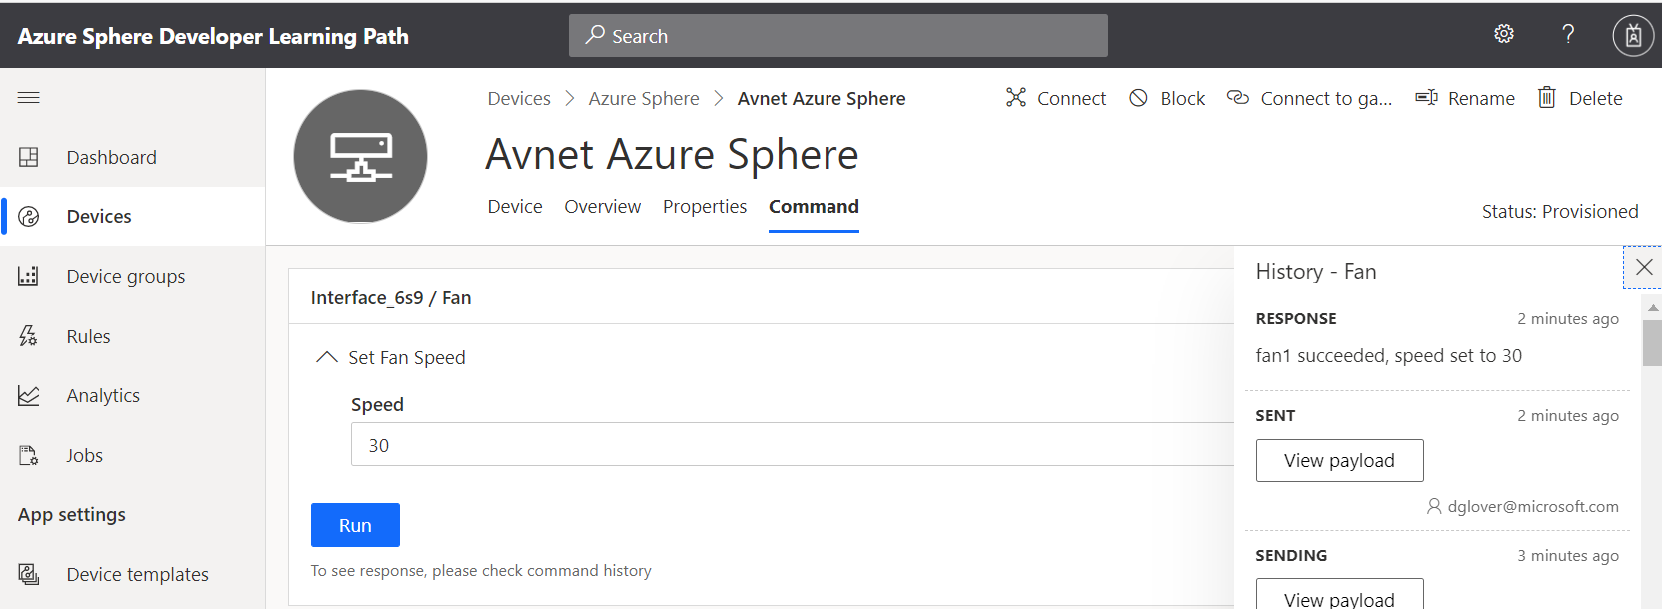 Azure Sphere Developer Learning Path
Search
Dashboard
Devices
Device groups
Rules
Analytics
Jobs
App settings
Device templates
Devices > Azure Sphere > Avnet Azure Sphere
Connect
Block
Connect to ga...
Rename
Delete
Avnet Azure Sphere
Device Overview Properties Command
Status: Provisioned
Interface_6s9 / Fan
Set Fan Speed
Speed
30
Run
To see response, please check command history
History - Fan
RESPONSE 2 minutes ago
fan1 succeeded, speed set to 30
SENT 2 minutes ago
View payload
dglover@microsoft.com
SENDING 3 minutes ago
View payload